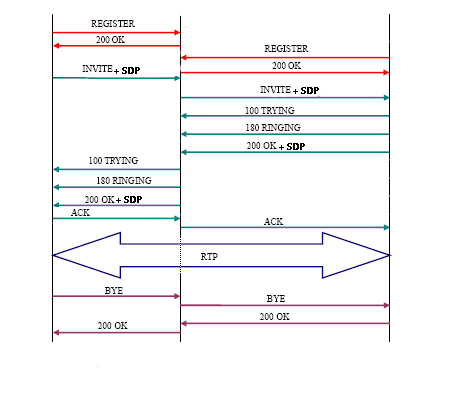 REGISTER
200 OK
REGISTER
200 OK
INVITE + SDP
INVITE + SDP
100 TRYING
180 RINGING
200 OK + SDP
100 TRYING
180 RINGING
200 OK + SDP
ACK
ACK
RTP
BYE
BYE
200 OK
200 OK